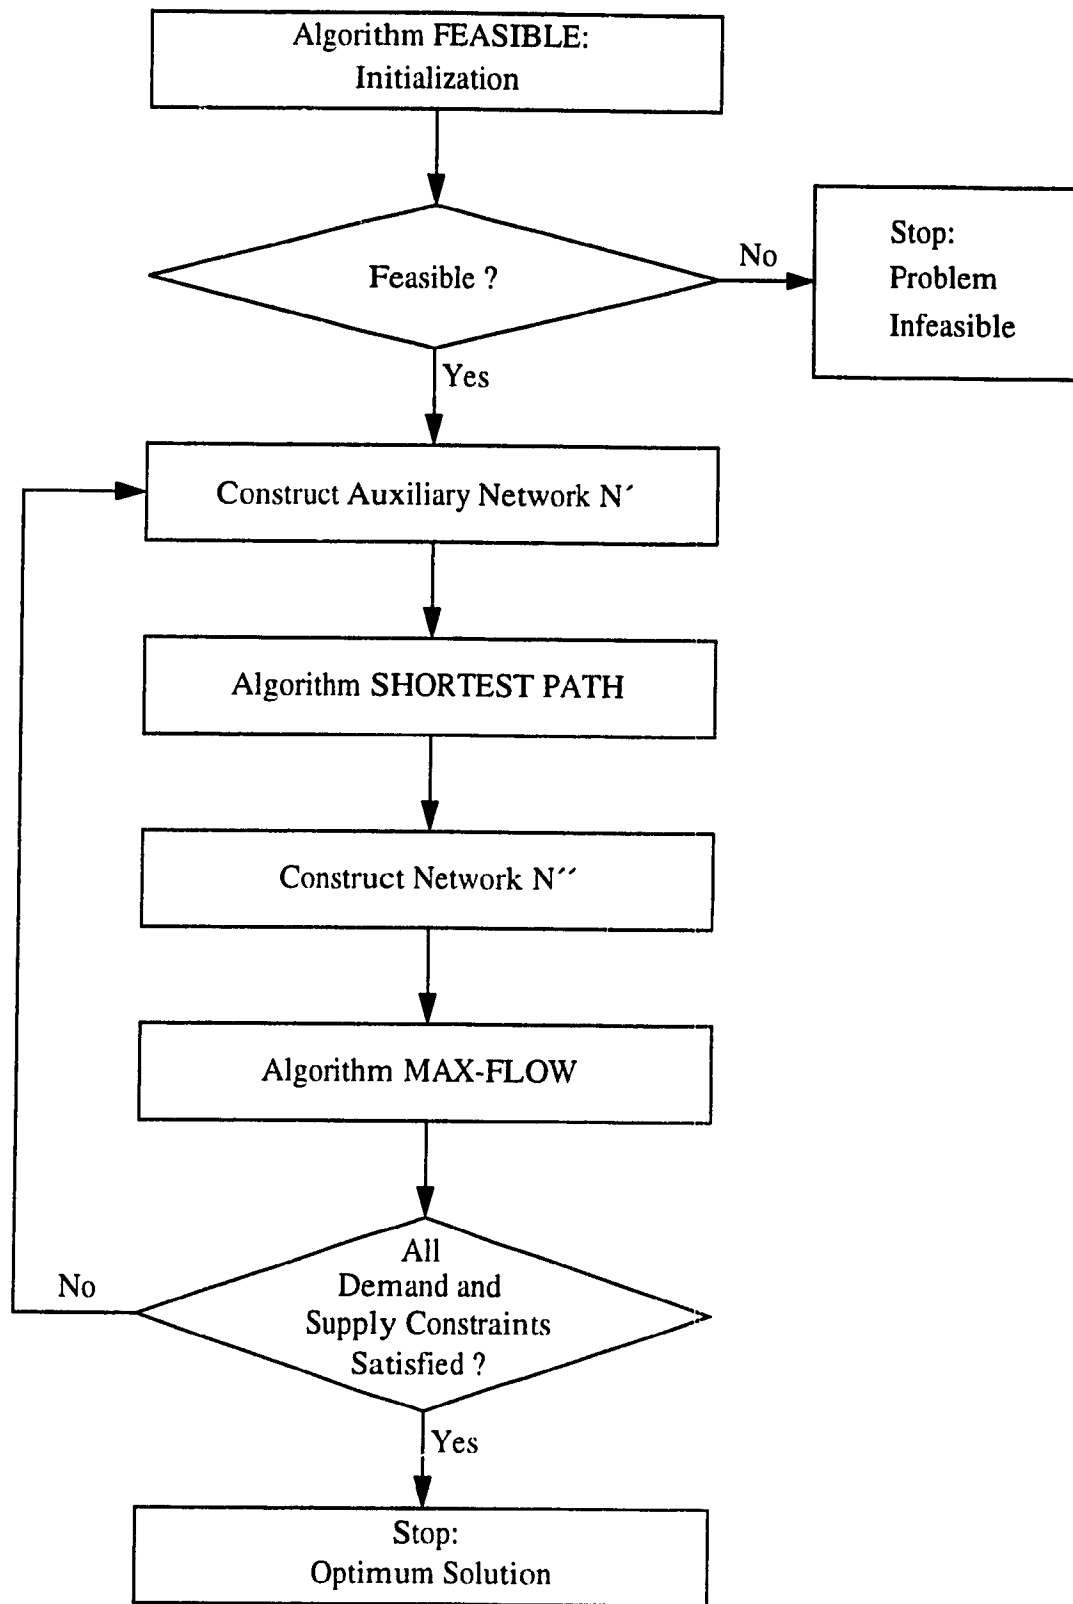 Algorithm FEASIBLE:
Initialization
Feasible ?
No
Stop:
Problem
Infeasible
Yes
Construct Auxiliary Network N´
Algorithm SHORTEST PATH
Construct Network N´´
Algorithm MAX-FLOW
All
Demand and
Supply Constraints
Satisfied ?
No
Yes
Stop:
Optimum Solution